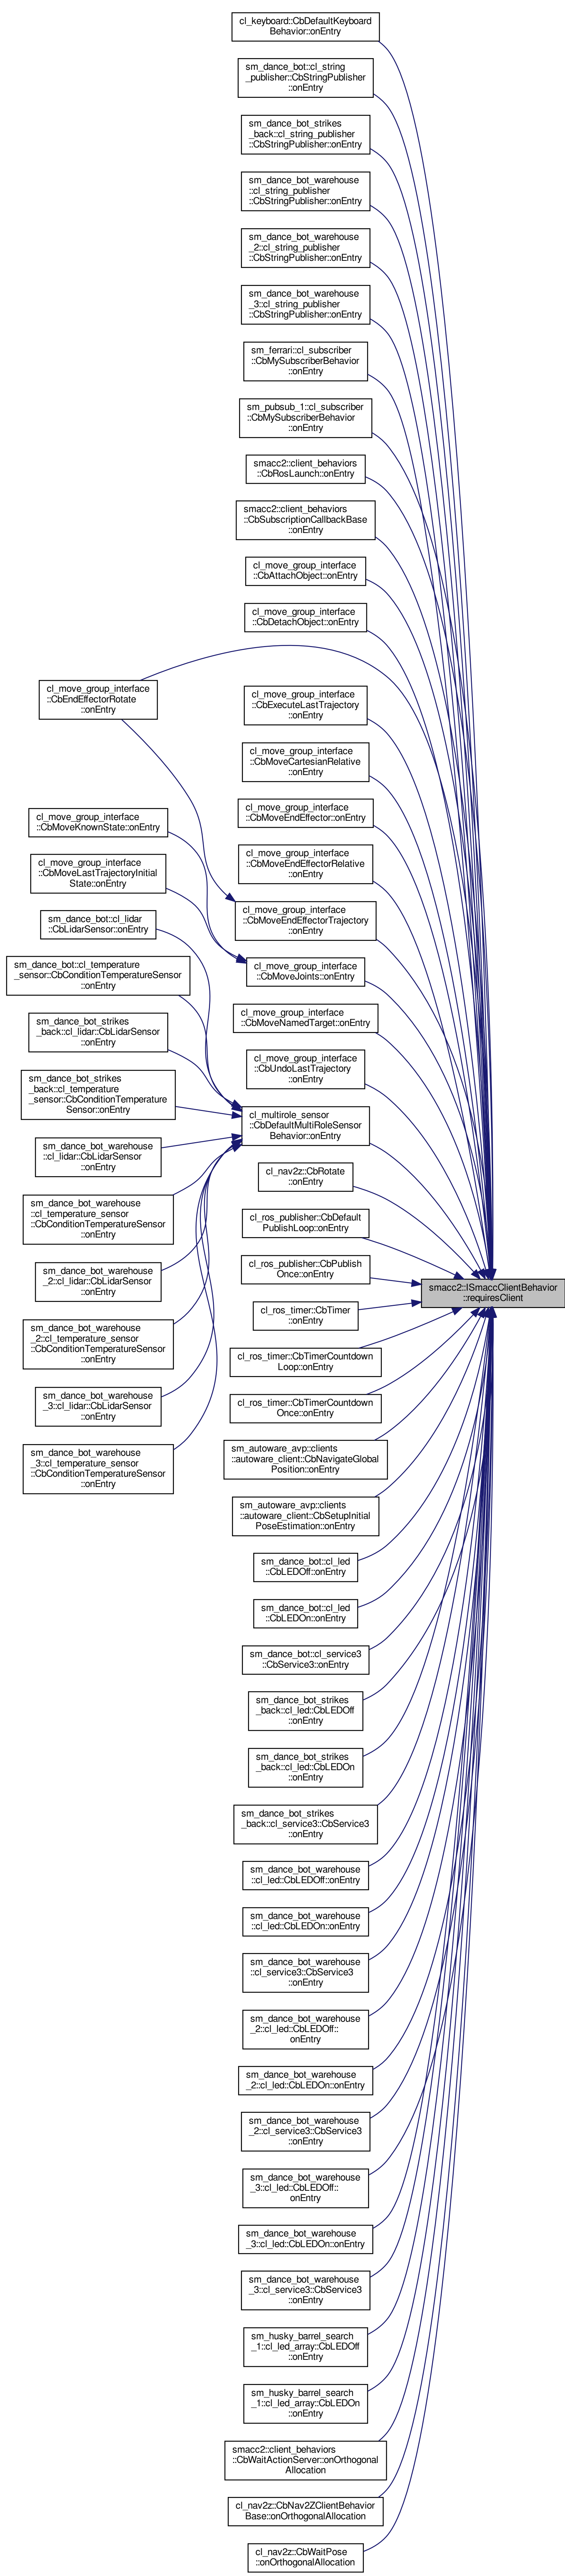 cl_keyboard::CbDefaultKeyboard
Behavior::onEntry
sm_dance_bot::cl_string
_publisher::CbStringPublisher
::onEntry
sm_dance_bot_strikes
_back::cl_string_publisher
::CbStringPublisher::onEntry
sm_dance_bot_warehouse
::cl_string_publisher
::CbStringPublisher::onEntry
sm_dance_bot_warehouse
_2::cl_string_publisher
::CbStringPublisher::onEntry
sm_dance_bot_warehouse
_3::cl_string_publisher
::CbStringPublisher::onEntry
sm_ferrari::cl_subscriber
::CbMySubscriberBehavior
::onEntry
sm_pubsub_1::cl_subscriber
::CbMySubscriberBehavior
::onEntry
smacc2::client_behaviors
::CbRosLaunch::onEntry
smacc2::client_behaviors
::CbSubscriptionCallbackBase
::onEntry
cl_move_group_interface
::CbAttachObject::onEntry
cl_move_group_interface
::CbDetachObject::onEntry
cl_move_group_interface
::CbEndEffectorRotate
::onEntry
cl_move_group_interface
::CbExecuteLastTrajectory
::onEntry
cl_move_group_interface
::CbMoveCartesianRelative
::onEntry
cl_move_group_interface
::CbMoveEndEffector::onEntry
cl_move_group_interface
::CbMoveKnownState::onEntry
cl_move_group_interface
::CbMoveEndEffectorRelative
::onEntry
cl_move_group_interface
::CbMoveLastTrajectoryInitial
State::onEntry
cl_move_group_interface
::CbMoveEndEffectorTrajectory
::onEntry
sm_dance_bot::cl_lidar
::CbLidarSensor::onEntry
cl_move_group_interface
::CbMoveJoints::onEntry
sm_dance_bot::cl_temperature
_sensor::CbConditionTemperatureSensor
::onEntry
cl_move_group_interface
::CbMoveNamedTarget::onEntry
sm_dance_bot_strikes
_back::cl_lidar::CbLidarSensor
::onEntry
cl_move_group_interface
::CbUndoLastTrajectory
::onEntry
sm_dance_bot_strikes
_back::cl_temperature
_sensor::CbConditionTemperature
Sensor::onEntry
cl_multirole_sensor
::CbDefaultMultiRoleSensor
Behavior::onEntry
sm_dance_bot_warehouse
::cl_lidar::CbLidarSensor
::onEntry
cl_nav2z::CbRotate
::onEntry
sm_dance_bot_warehouse
::cl_temperature_sensor
::CbConditionTemperatureSensor
::onEntry
cl_ros_publisher::CbDefault
PublishLoop::onEntry
sm_dance_bot_warehouse
_2::cl_lidar::CbLidarSensor
::onEntry
cl_ros_publisher::CbPublish
Once::onEntry
smacc2::ISmaccClientBehavior
::requiresClient
cl_ros_timer::CbTimer
::onEntry
sm_dance_bot_warehouse
_2::cl_temperature_sensor
::CbConditionTemperatureSensor
::onEntry
cl_ros_timer::CbTimerCountdown
Loop::onEntry
sm_dance_bot_warehouse
_3::cl_lidar::CbLidarSensor
::onEntry
cl_ros_timer::CbTimerCountdown
Once::onEntry
sm_dance_bot_warehouse
_3::cl_temperature_sensor
::CbConditionTemperatureSensor
::onEntry
sm_autoware_avp::clients
::autoware_client::CbNavigateGlobal
Position::onEntry
sm_autoware_avp::clients
::autoware_client::CbSetupInitial
PoseEstimation::onEntry
sm_dance_bot::cl_led
::CbLEDOff::onEntry
sm_dance_bot::cl_led
::CbLEDOn::onEntry
sm_dance_bot::cl_service3
::CbService3::onEntry
sm_dance_bot_strikes
_back::cl_led::CbLEDOff
::onEntry
sm_dance_bot_strikes
_back::cl_led::CbLEDOn
::onEntry
sm_dance_bot_strikes
_back::cl_service3::CbService3
::onEntry
sm_dance_bot_warehouse
::cl_led::CbLEDOff::onEntry
sm_dance_bot_warehouse
::cl_led::CbLEDOn::onEntry
sm_dance_bot_warehouse
::cl_service3::CbService3
::onEntry
sm_dance_bot_warehouse
_2::cl_led::CbLEDOff::
onEntry
sm_dance_bot_warehouse
_2::cl_led::CbLEDOn::onEntry
sm_dance_bot_warehouse
_2::cl_service3::CbService3
::onEntry
sm_dance_bot_warehouse
_3::cl_led::CbLEDOff::
onEntry
sm_dance_bot_warehouse
_3::cl_led::CbLEDOn::onEntry
sm_dance_bot_warehouse
_3::cl_service3::CbService3
::onEntry
sm_husky_barrel_search
_1::cl_led_array::CbLEDOff
::onEntry
sm_husky_barrel_search
_1::cl_led_array::CbLEDOn
::onEntry
smacc2::client_behaviors
::CbWaitActionServer::onOrthogonal
Allocation
cl_nav2z::CbNav2ZClientBehavior
Base::onOrthogonalAllocation
cl_nav2z::CbWaitPose
::onOrthogonalAllocation